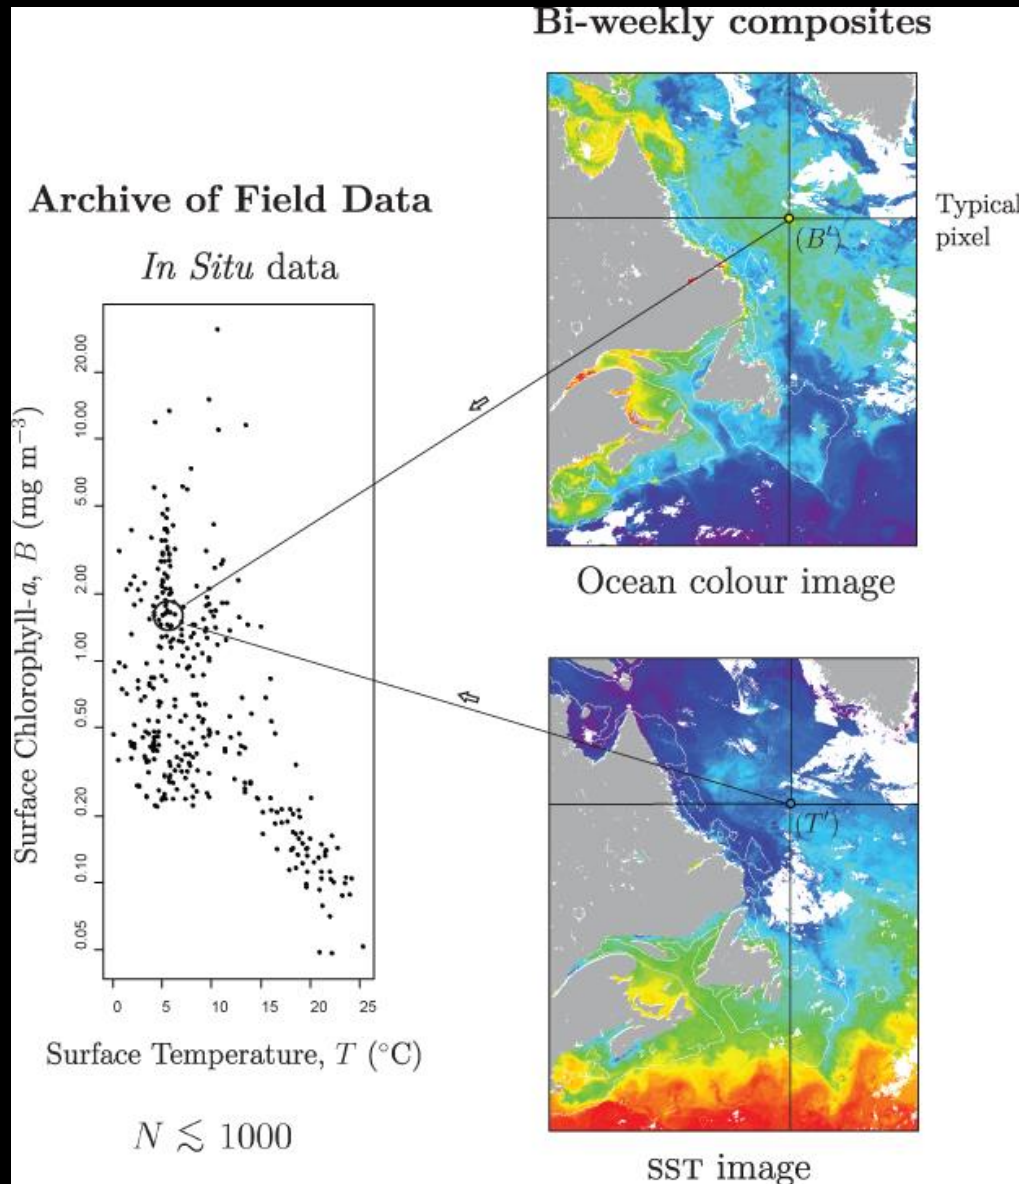 Bi-weekly composites
Archive of Field Data
In Situ data
Surface Chlorophyll-a, B (mg m⁻³)
20.00
10.00
5.00
2.00
1.00
0.50
0.20
0.10
0.05
0 5 10 15 20 25
Surface Temperature, T (°C)
N ≲ 1000
(B′)
Typical
pixel
Ocean colour image
(T′)
SST image